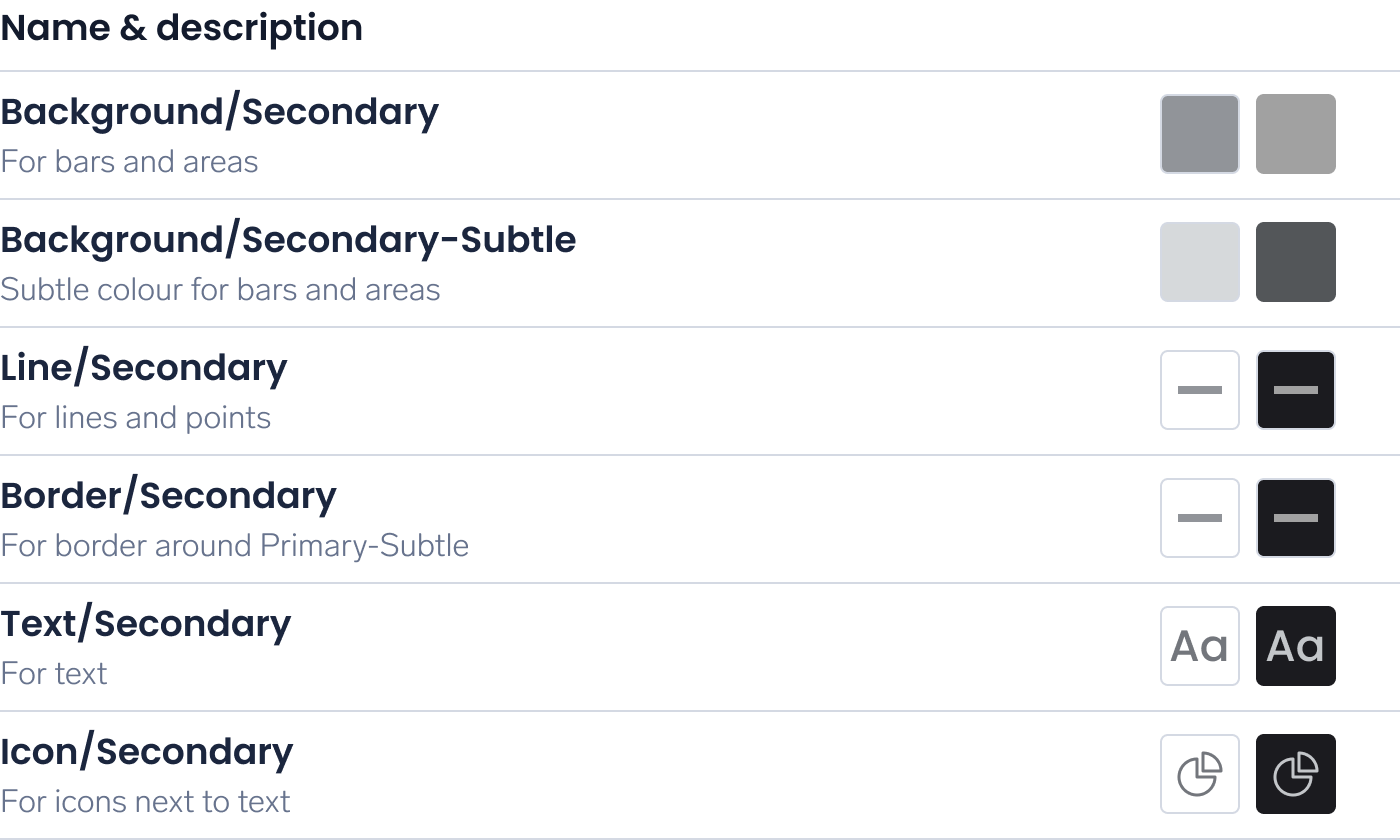 Name & description
Background/Secondary
For bars and areas
Background/Secondary-Subtle
Subtle colour for bars and areas
Line/Secondary
For lines and points
Border/Secondary
For border around Primary-Subtle
Text/Secondary
For text
Aa Aa
Icon/Secondary
For icons next to text